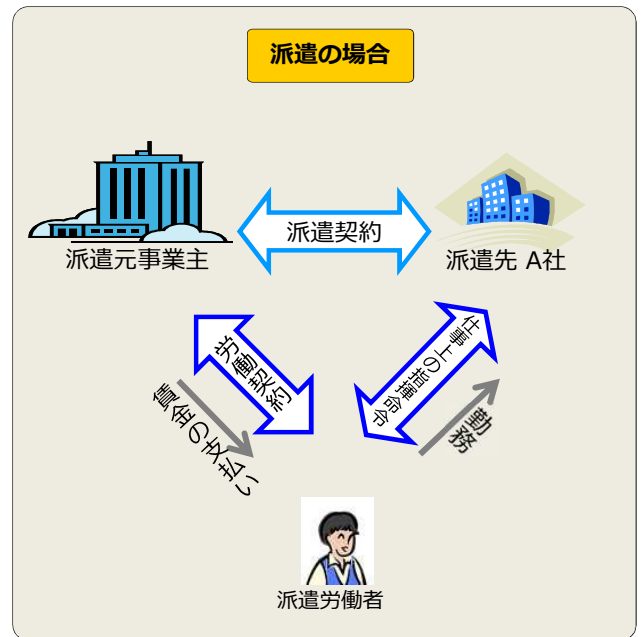 派遣の場合
派遣契約
派遣元事業主
派遣先 A社
労働契約
仕事上の指揮命令
賃金の支払い
勤務
派遣労働者